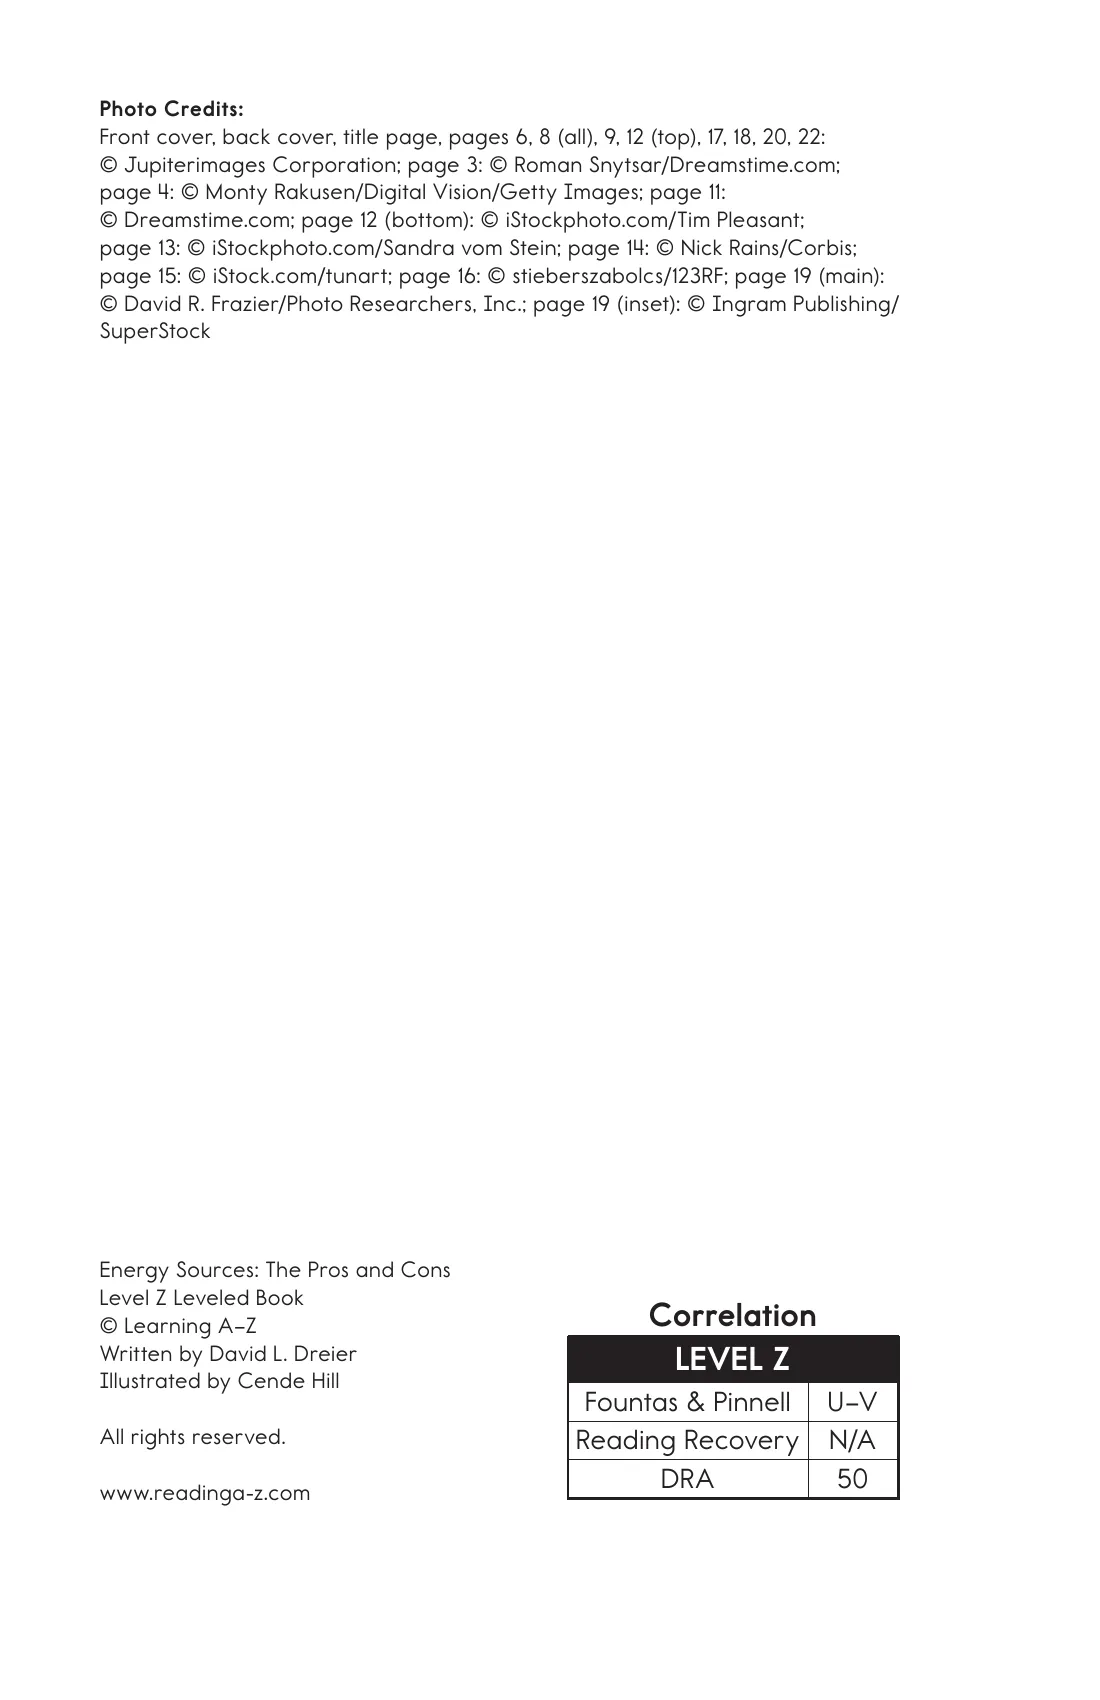 Photo Credits:
Front cover, back cover, title page, pages 6, 8 (all), 9, 12 (top), 17, 18, 20, 22:
© Jupiterimages Corporation; page 3: © Roman Snytsar/Dreamstime.com;
page 4: © Monty Rakusen/Digital Vision/Getty Images; page 11:
© Dreamstime.com; page 12 (bottom): © iStockphoto.com/Tim Pleasant;
page 13: © iStockphoto.com/Sandra vom Stein; page 14: © Nick Rains/Corbis;
page 15: © iStock.com/tunart; page 16: © stieberszabolcs/123RF; page 19 (main):
© David R. Frazier/Photo Researchers, Inc.; page 19 (inset): © Ingram Publishing/
SuperStock
Energy Sources: The Pros and Cons
Level Z Leveled Book
© Learning A–Z
Written by David L. Dreier
Illustrated by Cende Hill
All rights reserved.
www.readinga-z.com
Correlation
LEVEL Z
Fountas & Pinnell U–V
Reading Recovery N/A
DRA 50